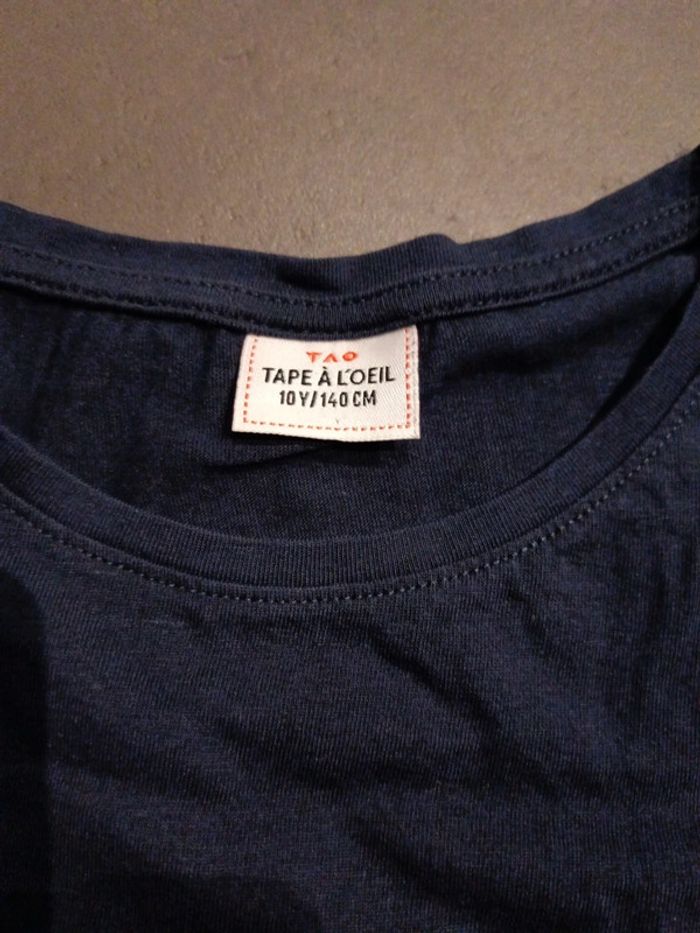 TAO
TAPE À L'OEIL
10Y/140CM